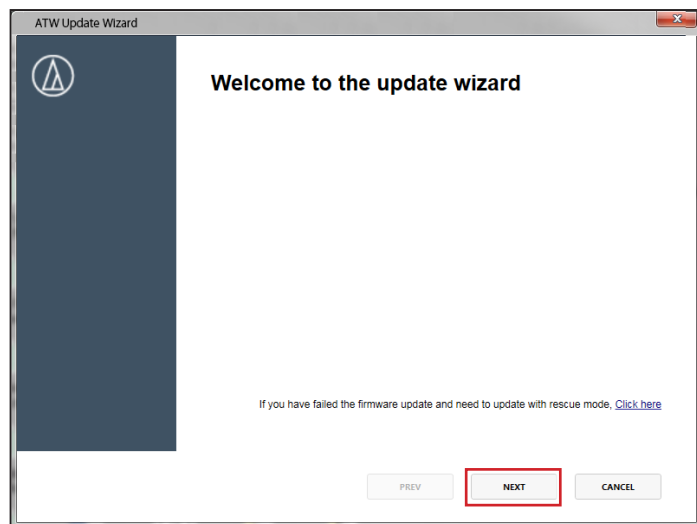 ATW Update Wizard
x
Welcome to the update wizard
If you have failed the firmware update and need to update with rescue mode, Click here
PREV NEXT CANCEL